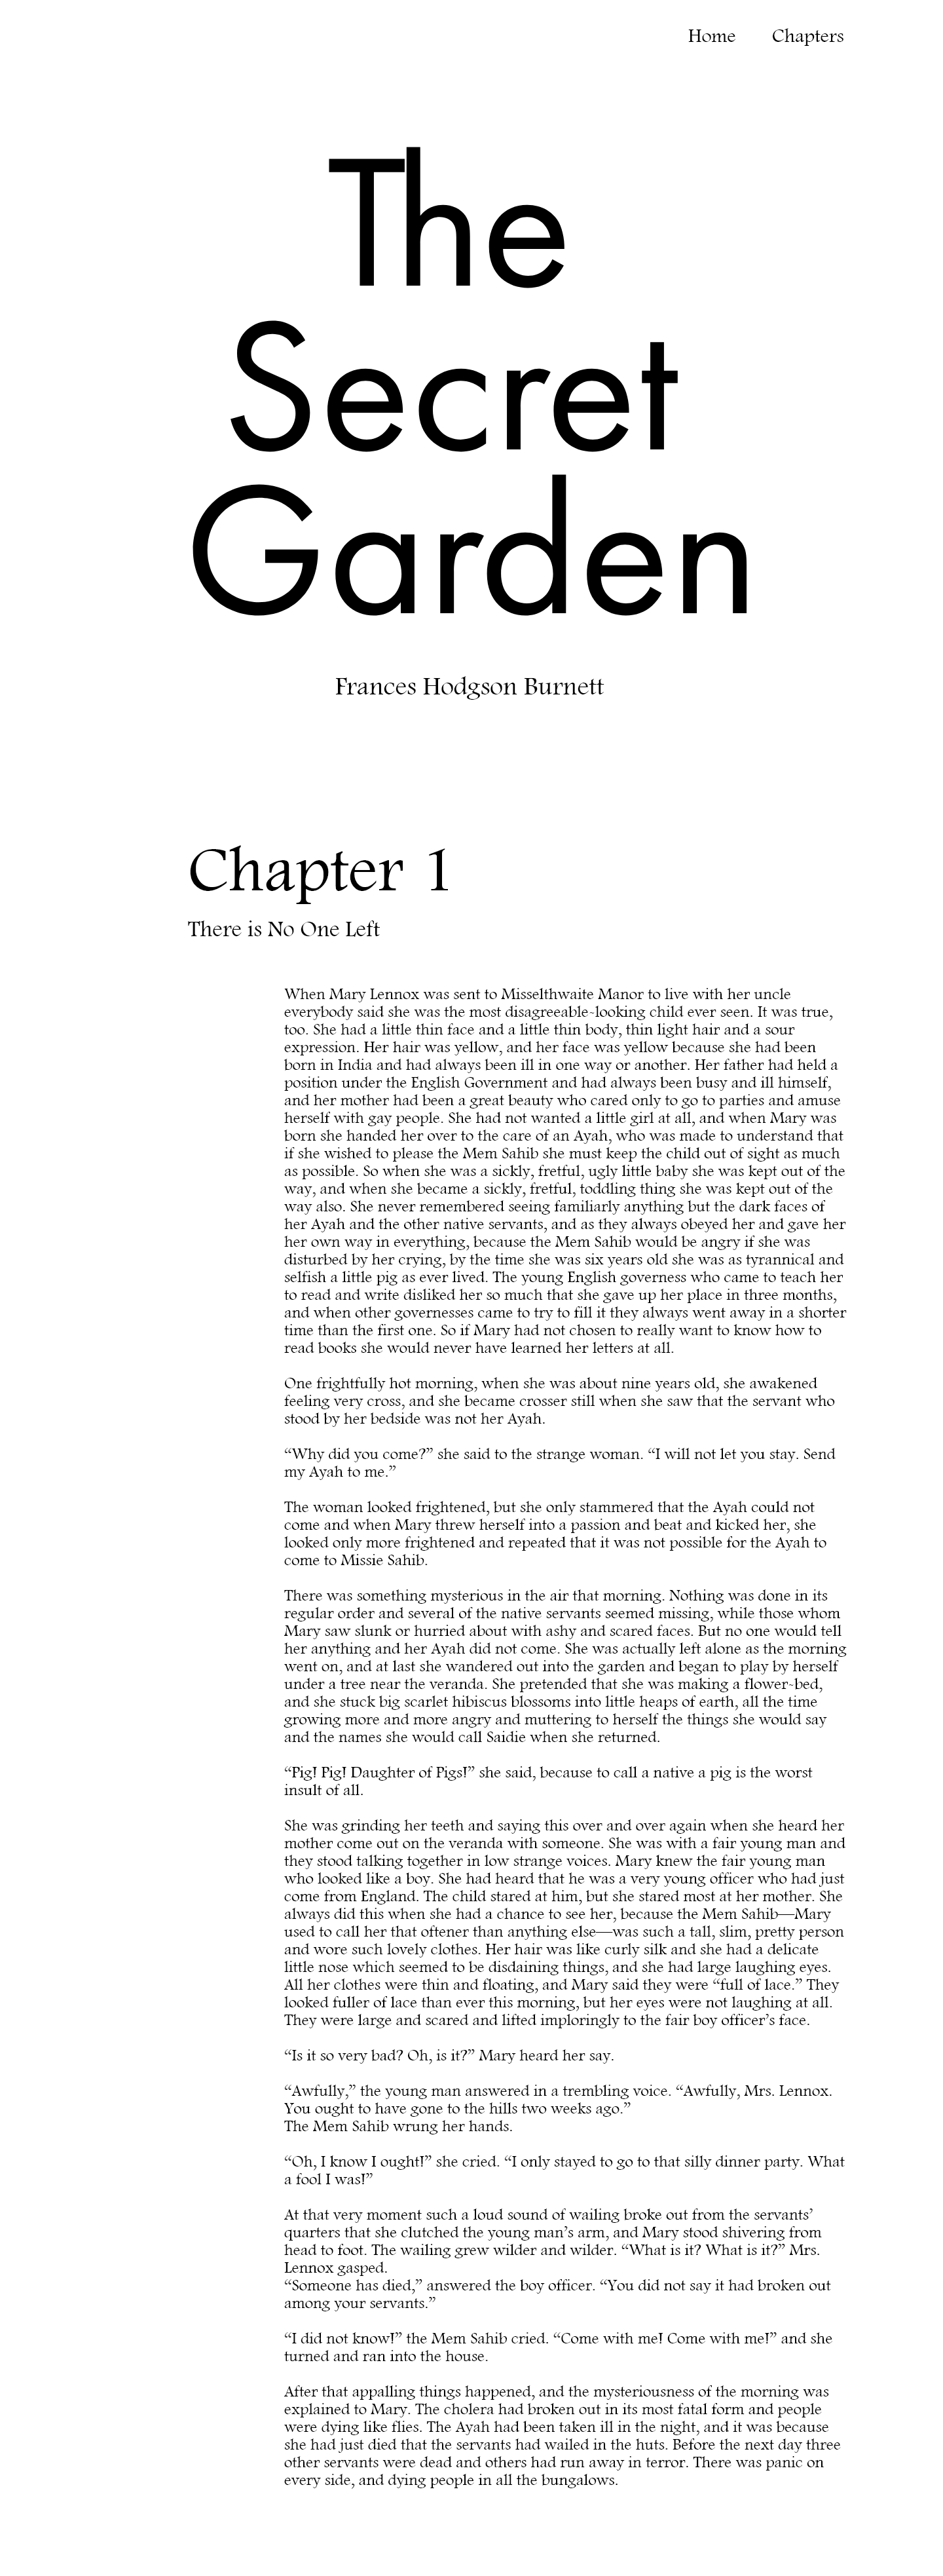 Home Chapters
The
Secret
Garden
Frances Hodgson Burnett
Chapter 1
There is No One Left
When Mary Lennox was sent to Misselthwaite Manor to live with her uncle
everybody said she was the most disagreeable-looking child ever seen. It was true,
too. She had a little thin face and a little thin body, thin light hair and a sour
expression. Her hair was yellow, and her face was yellow because she had been
born in India and had always been ill in one way or another. Her father had held a
position under the English Government and had always been busy and ill himself,
and her mother had been a great beauty who cared only to go to parties and amuse
herself with gay people. She had not wanted a little girl at all, and when Mary was
born she handed her over to the care of an Ayah, who was made to understand that
if she wished to please the Mem Sahib she must keep the child out of sight as much
as possible. So when she was a sickly, fretful, ugly little baby she was kept out of the
way, and when she became a sickly, fretful, toddling thing she was kept out of the
way also. She never remembered seeing familiarly anything but the dark faces of
her Ayah and the other native servants, and as they always obeyed her and gave her
her own way in everything, because the Mem Sahib would be angry if she was
disturbed by her crying, by the time she was six years old she was as tyrannical and
selfish a little pig as ever lived. The young English governess who came to teach her
to read and write disliked her so much that she gave up her place in three months,
and when other governesses came to try to fill it they always went away in a shorter
time than the first one. So if Mary had not chosen to really want to know how to
read books she would never have learned her letters at all.
One frightfully hot morning, when she was about nine years old, she awakened
feeling very cross, and she became crosser still when she saw that the servant who
stood by her bedside was not her Ayah.
“Why did you come?” she said to the strange woman. “I will not let you stay. Send
my Ayah to me.”
The woman looked frightened, but she only stammered that the Ayah could not
come and when Mary threw herself into a passion and beat and kicked her, she
looked only more frightened and repeated that it was not possible for the Ayah to
come to Missie Sahib.
There was something mysterious in the air that morning. Nothing was done in its
regular order and several of the native servants seemed missing, while those whom
Mary saw slunk or hurried about with ashy and scared faces. But no one would tell
her anything and her Ayah did not come. She was actually left alone as the morning
went on, and at last she wandered out into the garden and began to play by herself
under a tree near the veranda. She pretended that she was making a flower-bed,
and she stuck big scarlet hibiscus blossoms into little heaps of earth, all the time
growing more and more angry and muttering to herself the things she would say
and the names she would call Saidie when she returned.
“Pig! Pig! Daughter of Pigs!” she said, because to call a native a pig is the worst
insult of all.
She was grinding her teeth and saying this over and over again when she heard her
mother come out on the veranda with someone. She was with a fair young man and
they stood talking together in low strange voices. Mary knew the fair young man
who looked like a boy. She had heard that he was a very young officer who had just
come from England. The child stared at him, but she stared most at her mother. She
always did this when she had a chance to see her, because the Mem Sahib—Mary
used to call her that oftener than anything else—was such a tall, slim, pretty person
and wore such lovely clothes. Her hair was like curly silk and she had a delicate
little nose which seemed to be disdaining things, and she had large laughing eyes.
All her clothes were thin and floating, and Mary said they were “full of lace.” They
looked fuller of lace than ever this morning, but her eyes were not laughing at all.
They were large and scared and lifted imploringly to the fair boy officer’s face.
“Is it so very bad? Oh, is it?” Mary heard her say.
“Awfully,” the young man answered in a trembling voice. “Awfully, Mrs. Lennox.
You ought to have gone to the hills two weeks ago.”
The Mem Sahib wrung her hands.
“Oh, I know I ought!” she cried. “I only stayed to go to that silly dinner party. What
a fool I was!”
At that very moment such a loud sound of wailing broke out from the servants’
quarters that she clutched the young man’s arm, and Mary stood shivering from
head to foot. The wailing grew wilder and wilder. “What is it? What is it?” Mrs.
Lennox gasped.
“Someone has died,” answered the boy officer. “You did not say it had broken out
among your servants.”
“I did not know!” the Mem Sahib cried. “Come with me! Come with me!” and she
turned and ran into the house.
After that appalling things happened, and the mysteriousness of the morning was
explained to Mary. The cholera had broken out in its most fatal form and people
were dying like flies. The Ayah had been taken ill in the night, and it was because
she had just died that the servants had wailed in the huts. Before the next day three
other servants were dead and others had run away in terror. There was panic on
every side, and dying people in all the bungalows.